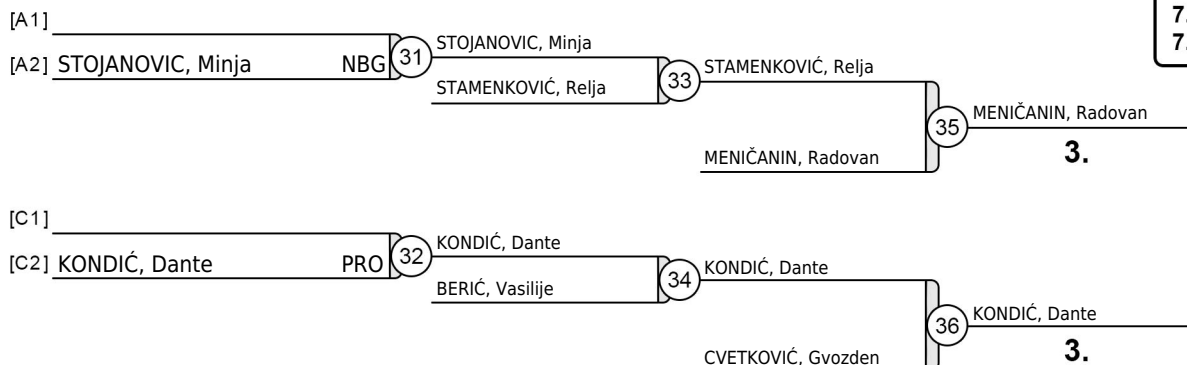 [A1]
[A2] STOJANOVIC, Minja NBG
31
STOJANOVIC, Minja
STAMENKOVIĆ, Relja
33
STAMENKOVIĆ, Relja
MENIČANIN, Radovan
35
MENIČANIN, Radovan
3.
7.
7.
[C1]
[C2] KONDIĆ, Dante PRO
32
KONDIĆ, Dante
BERIĆ, Vasilije
34
KONDIĆ, Dante
CVETKOVIĆ, Gvozden
36
KONDIĆ, Dante
3.